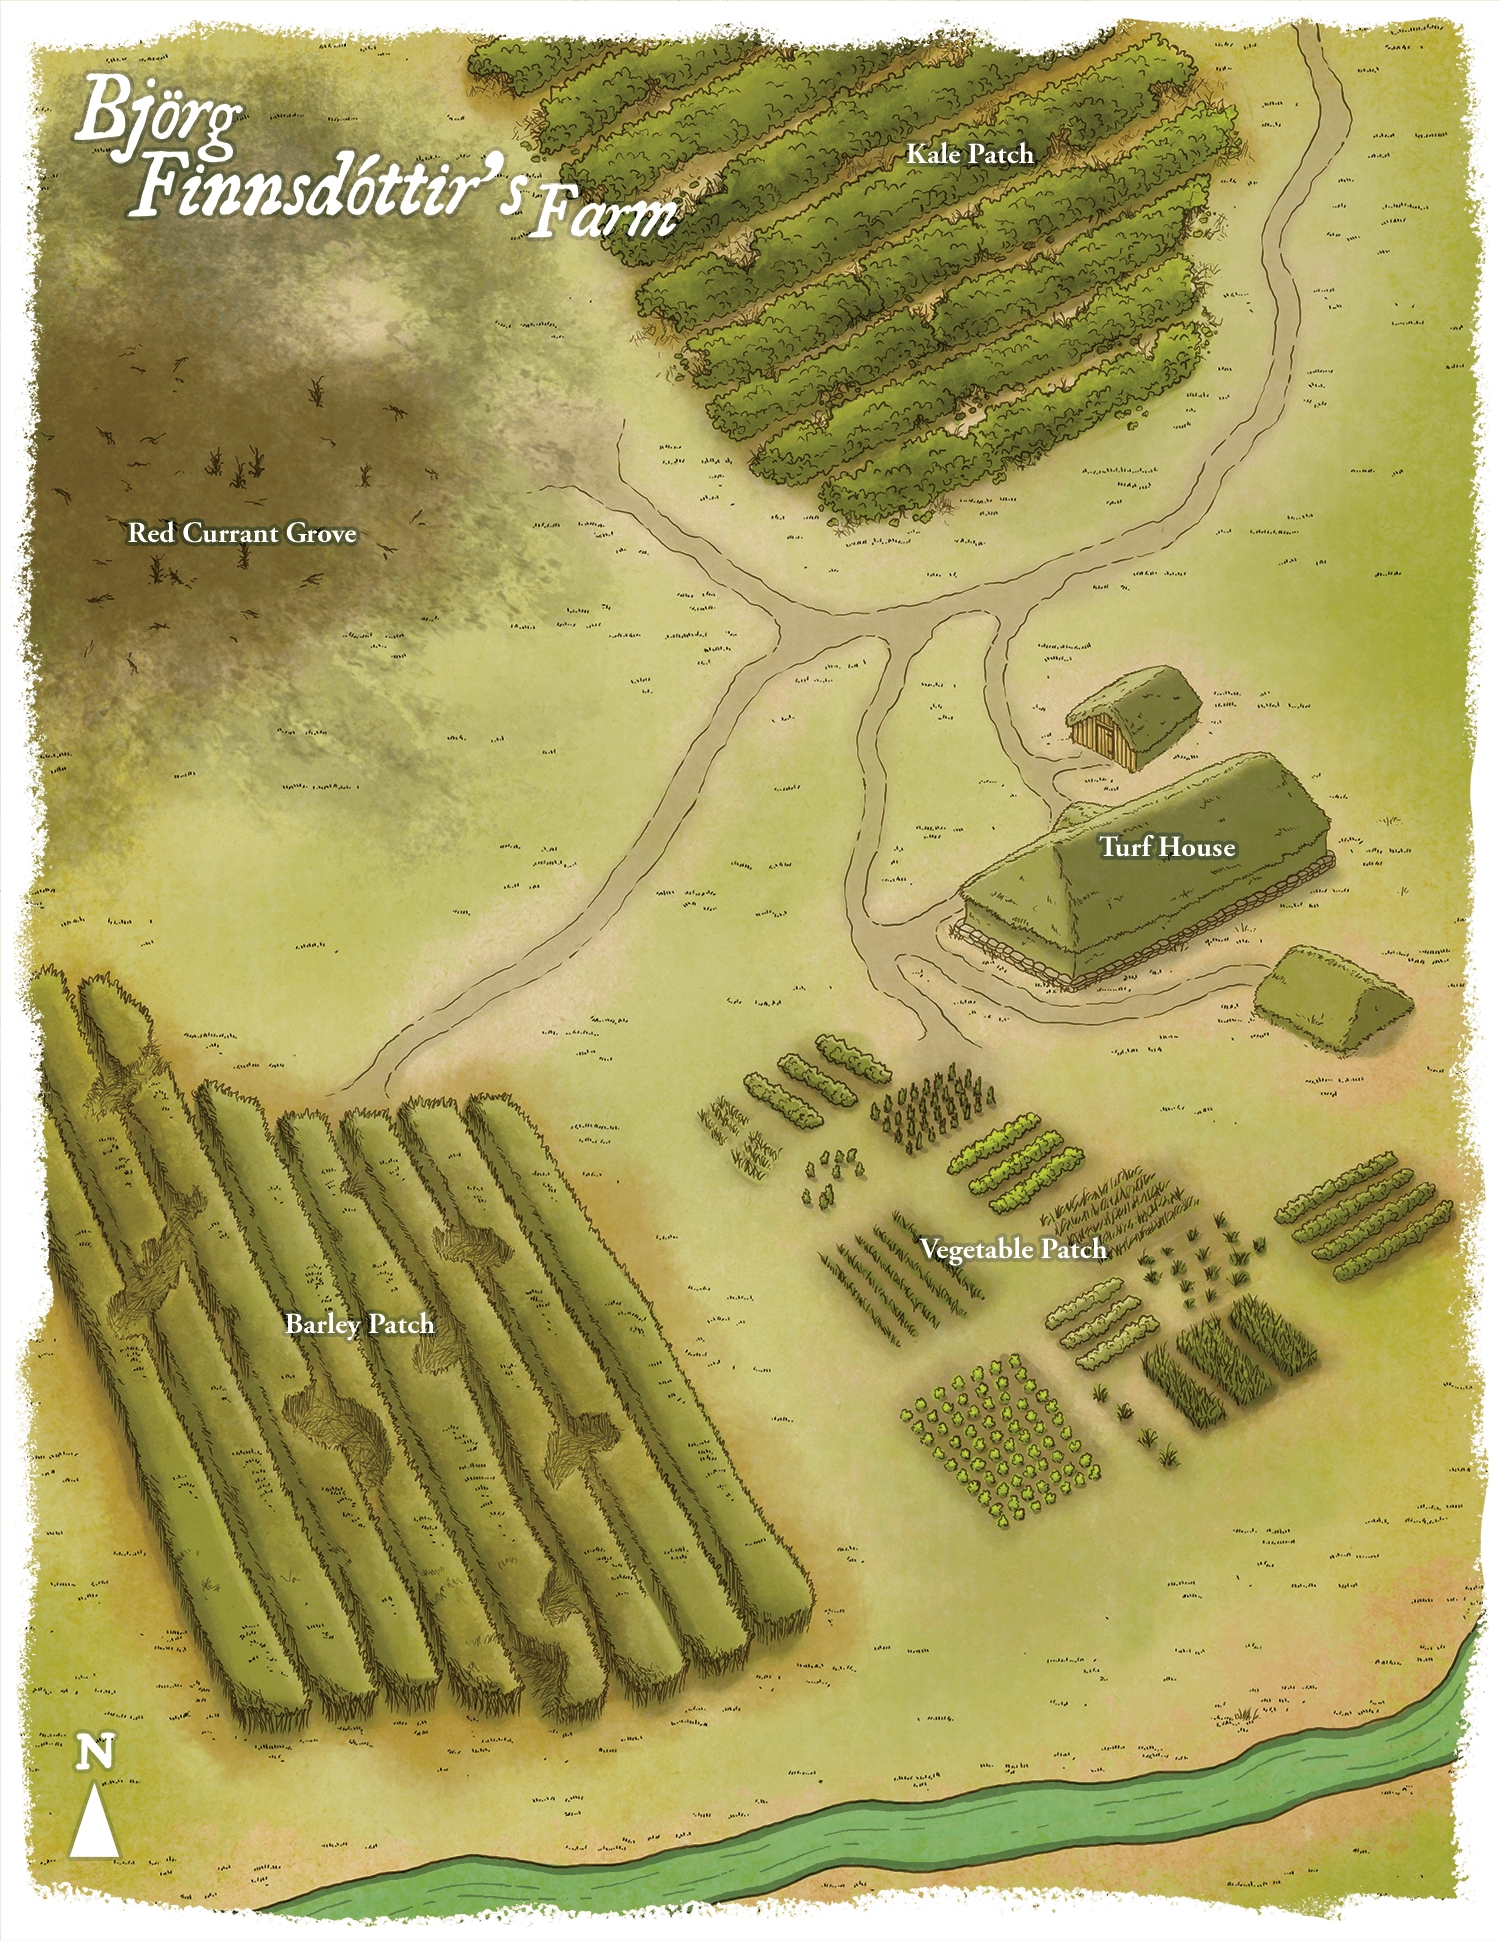 Björg
Finnsdóttir's Farm
Kale Patch
Red Currant Grove
Turf House
Vegetable Patch
Barley Patch
N